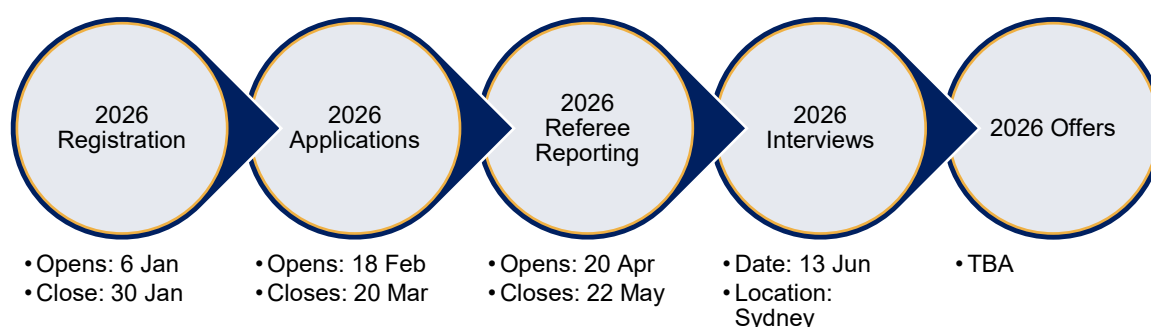 2026
Registration
2026
Applications
2026
Referee
Reporting
2026
Interviews
2026 Offers
• Opens: 6 Jan
• Close: 30 Jan
• Opens: 18 Feb
• Closes: 20 Mar
• Opens: 20 Apr
• Closes: 22 May
• Date: 13 Jun
• Location:
Sydney
• TBA